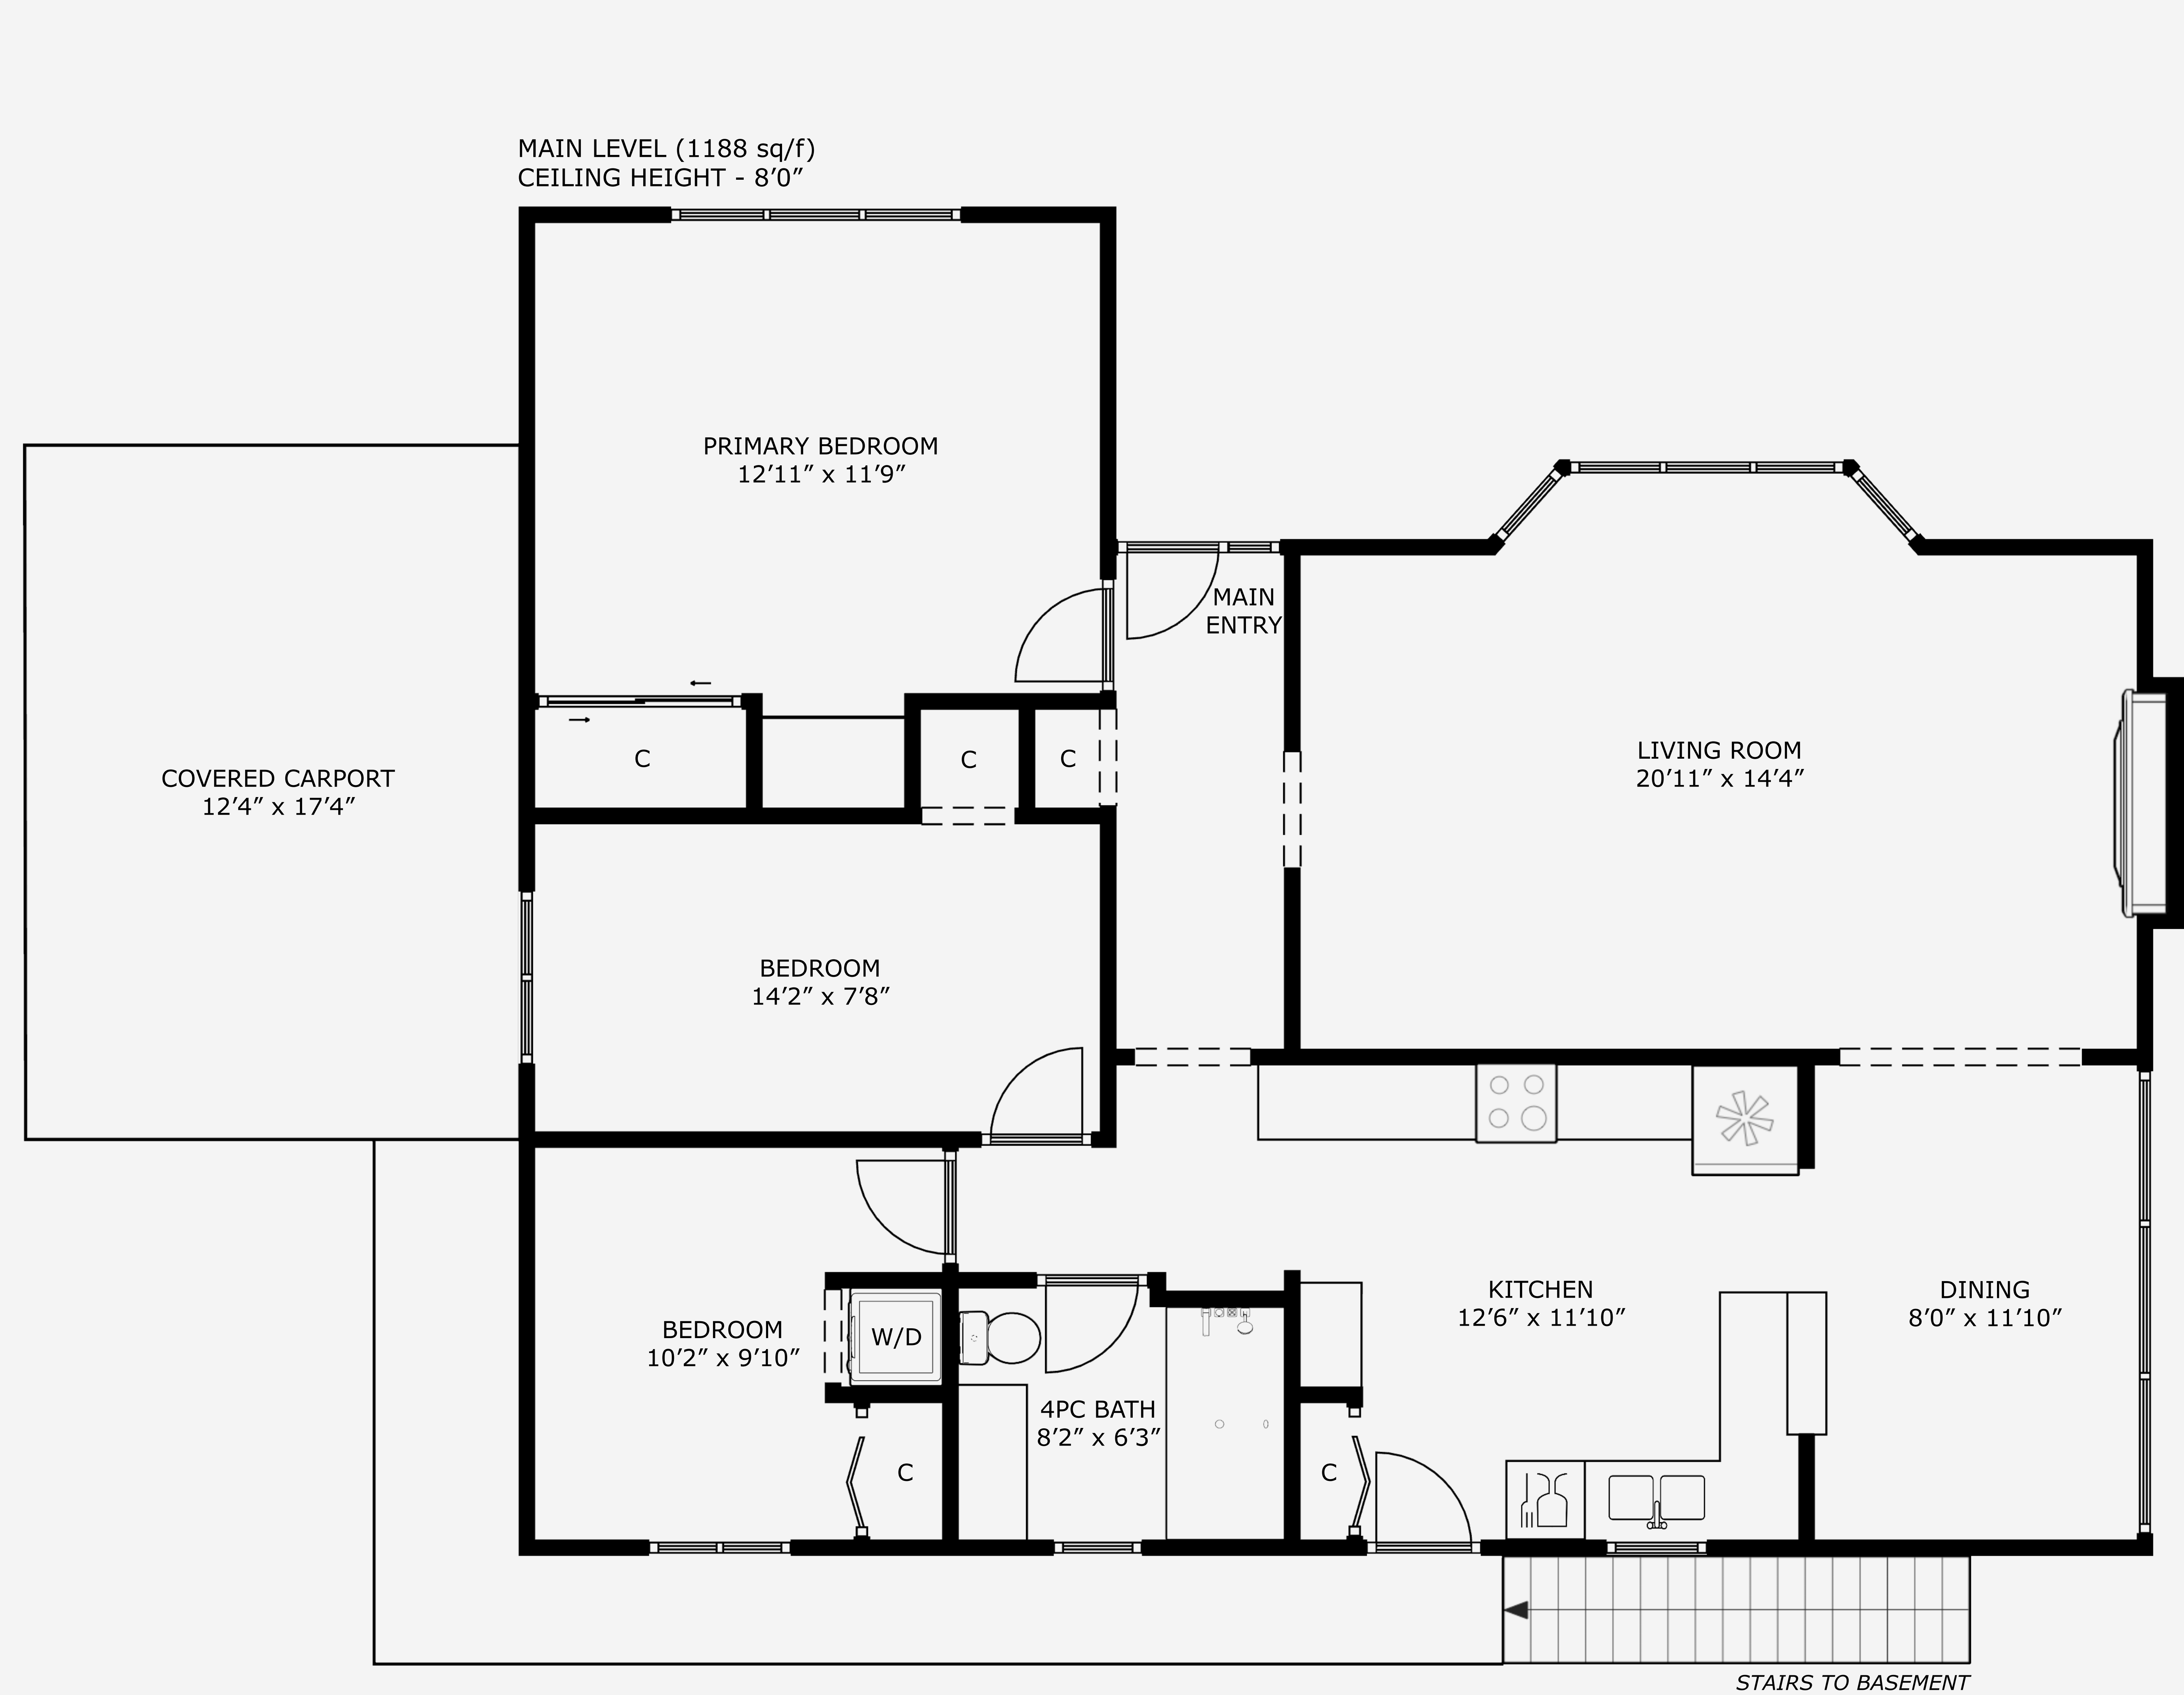 MAIN LEVEL (1188 sq/f)
CEILING HEIGHT - 8’0”
PRIMARY BEDROOM
12’11” x 11’9”
MAIN
ENTRY
C
C
C
LIVING ROOM
20’11” x 14’4”
COVERED CARPORT
12’4” x 17’4”
BEDROOM
14’2” x 7’8”
KITCHEN
12’6” x 11’10”
DINING
8’0” x 11’10”
BEDROOM
10’2” x 9’10”
W/D
4PC BATH
8’2” x 6’3”
C
C
STAIRS TO BASEMENT